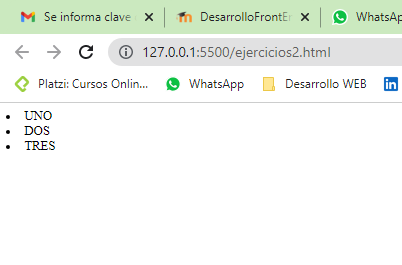 Se informa clave
DesarrolloFrontEn
WhatsA
127.0.0.1:5500/ejercicios2.html
Platzi: Cursos Onlin...
WhatsApp
Desarrollo WEB
UNO
DOS
TRES